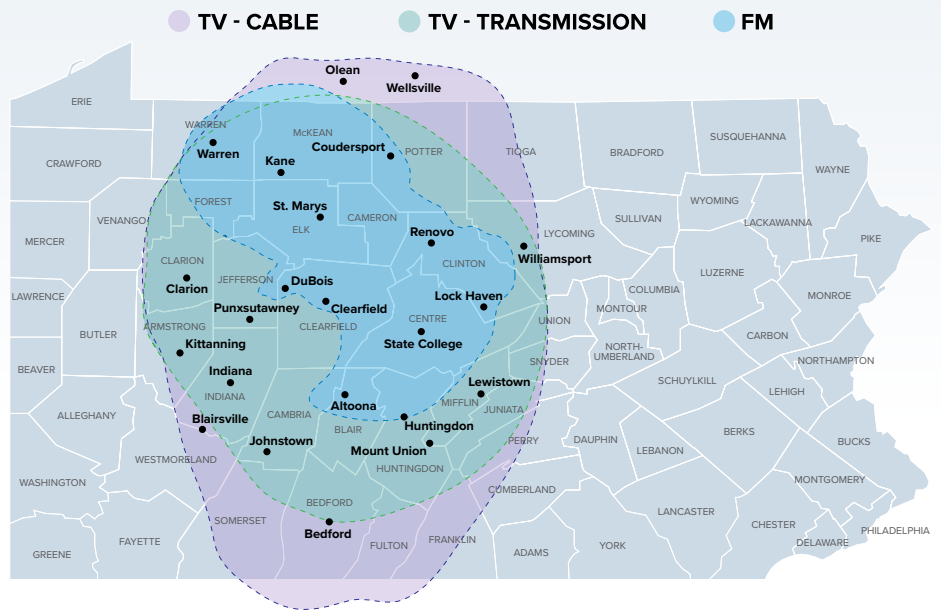 TV - CABLE
TV - TRANSMISSION
FM
Olean
Wellsville
ERIE
WARREN
McKEAN
Warren
Coudersport
POTTER
TIOGA
BRADFORD
SUSQUEHANNA
CRAWFORD
Kane
WAYNE
FOREST
St. Marys
CAMERON
WYOMING
VENANGO
ELK
Renovo
SULLIVAN
LACKAWANNA
MERCER
LYCOMING
PIKE
Williamsport
CLARION
CLINTON
JEFFERSON
DuBois
LUZERNE
Clarion
COLUMBIA
LAWRENCE
Lock Haven
MONROE
Punxsutawney
Clearfield
MONTOUR
CENTRE
UNION
ARMSTRONG
CLEARFIELD
BUTLER
CARBON
Kittanning
State College
NORTH-
UMBERLAND
SNYDER
NORTHAMPTON
BEAVER
Indiana
Lewistown
SCHUYLKILL
LEHIGH
INDIANA
Altoona
MIFFLIN
JUNIATA
ALLEGHANY
Blairsville
CAMBRIA
BLAIR
Huntingdon
BERKS
Johnstown
PERRY
DAUPHIN
BUCKS
Mount Union
LEBANON
WESTMORELAND
HUNTINGDON
WASHINGTON
MONTGOMERY
CUMBERLAND
BEDFORD
LANCASTER
SOMERSET
CHESTER
PHILADELPHIA
Bedford
FRANKLIN
DELAWARE
FAYETTE
FULTON
YORK
GREENE
ADAMS